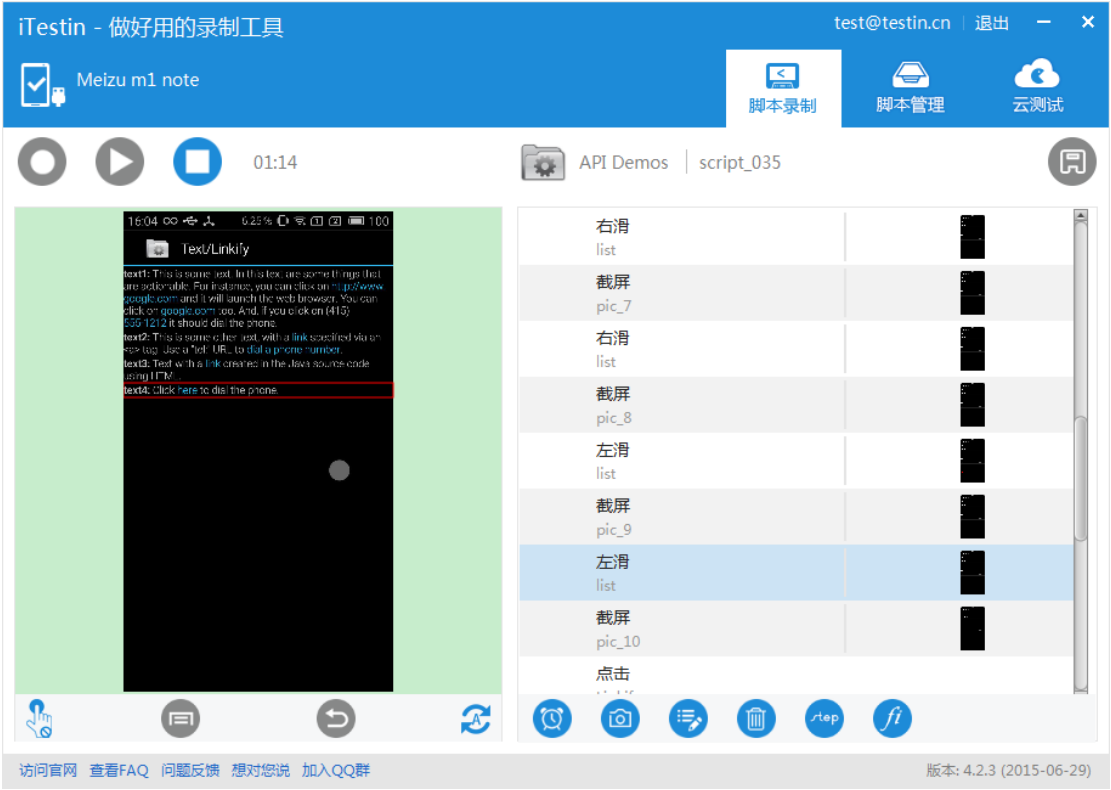 iTestin - 做好用的录制工具
test@testin.cn 退出
Meizu m1 note
脚本录制 脚本管理 云测试
01:14
API Demos script_035
16:04 6.25% 1 2 100
Text/Linkify
text1: This is some text. In this text are some things that
are actionable. For instance, you can click on http://www.
google.com and it will launch the web browser. You can
click on google.com too. And, if you click on (415)
555-1212 it should dial the phone.
text2: This is some other text, with a link specified via an
<a> tag. Use a "tel:" URL to dial a phone number.
text3: Text with a link created in the Java source code
using HTML.
text4: Click here to dial the phone.
右滑
list
截屏
pic_7
右滑
list
截屏
pic_8
左滑
list
截屏
pic_9
左滑
list
截屏
pic_10
点击
A
step
fi
访问官网 查看FAQ 问题反馈 想对您说 加入QQ群
版本: 4.2.3 (2015-06-29)